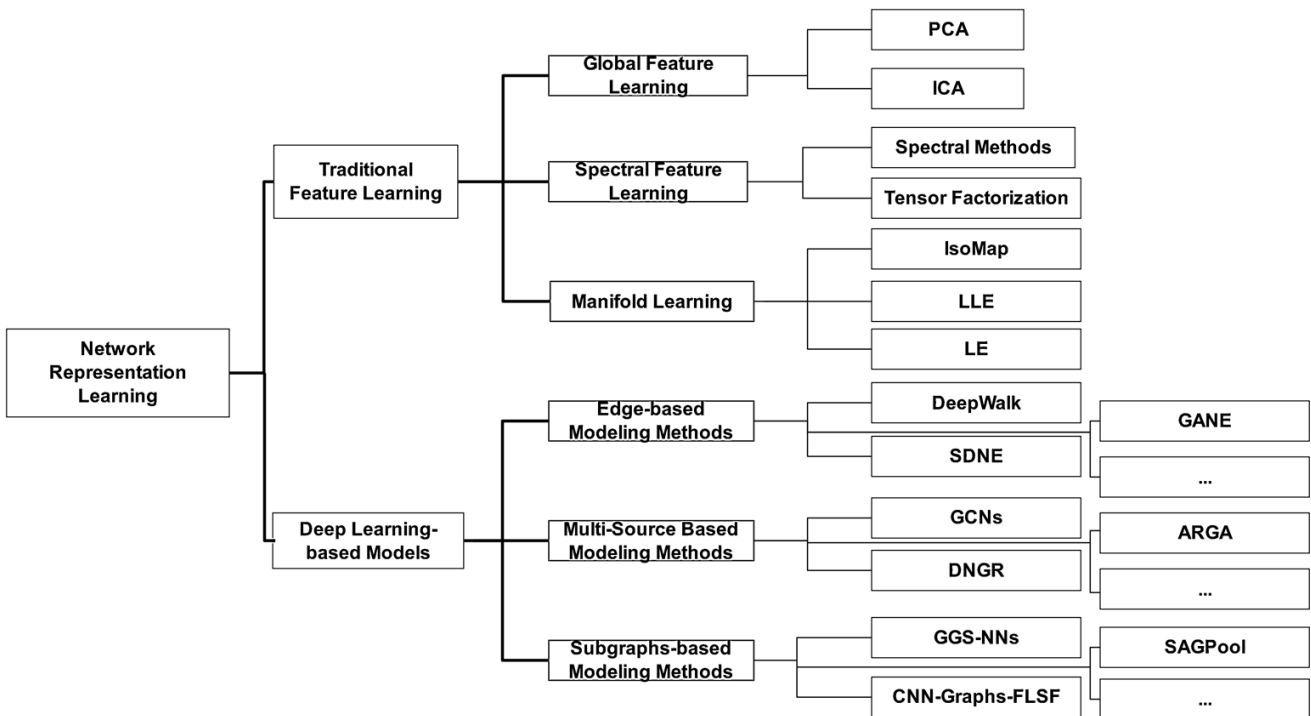 Network
Representation
Learning
Traditional
Feature Learning
Global Feature
Learning
PCA
ICA
Spectral Feature
Learning
Spectral Methods
Tensor Factorization
Manifold Learning
IsoMap
LLE
LE
Deep Learning-
based Models
Edge-based
Modeling Methods
DeepWalk
SDNE
GANE
...
Multi-Source Based
Modeling Methods
GCNs
DNGR
ARGA
...
Subgraphs-based
Modeling Methods
GGS-NNs
CNN-Graphs-FLSF
SAGPool
...